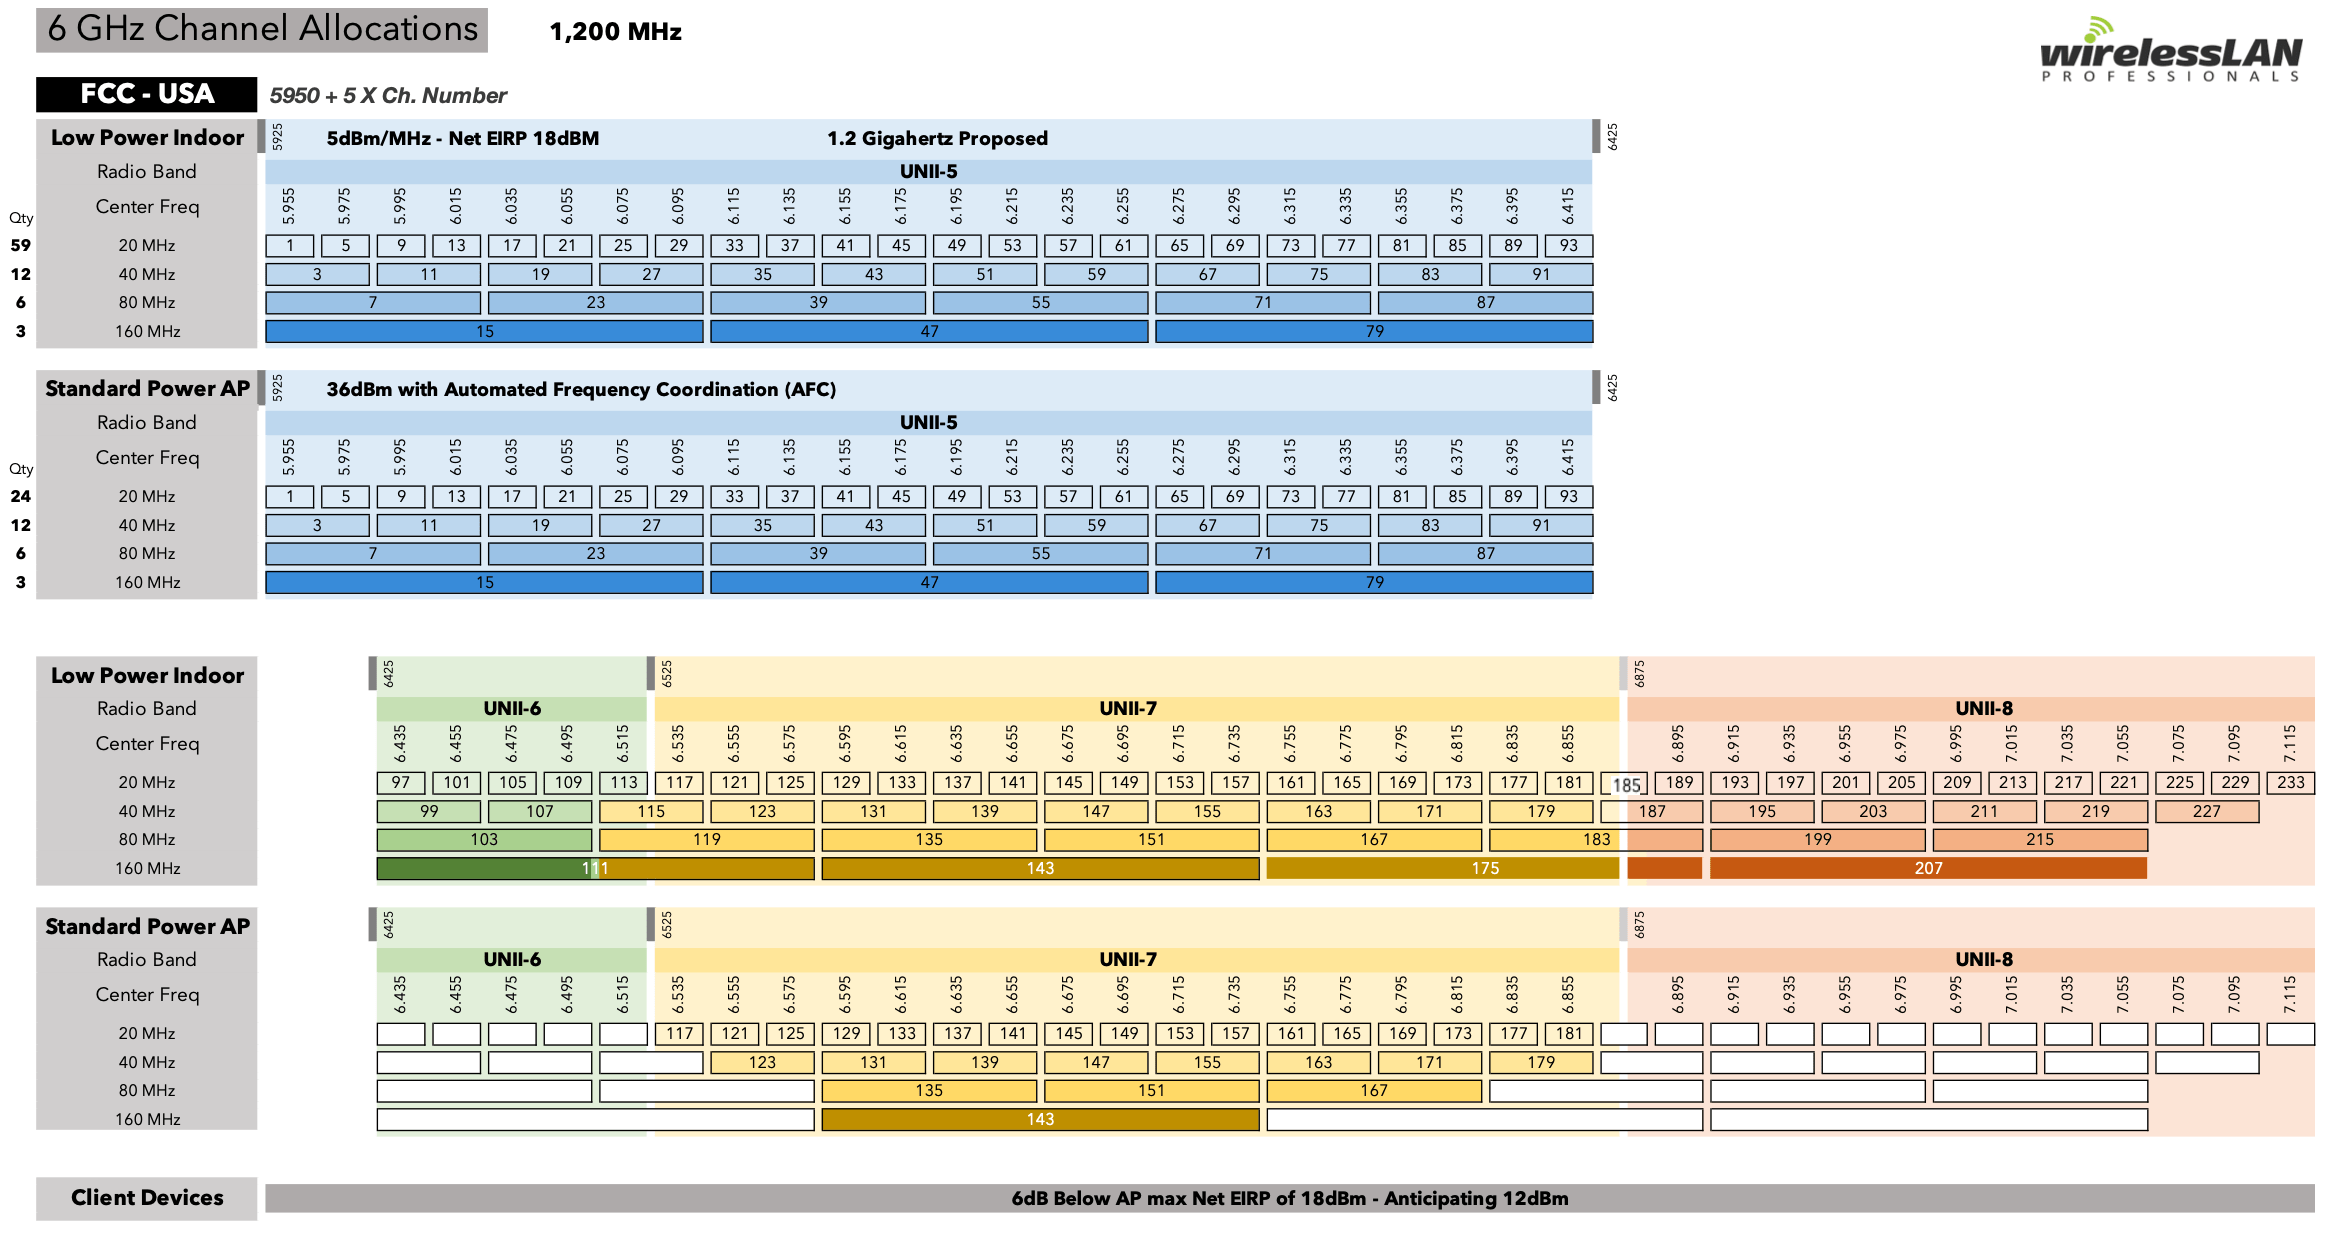 6 GHz Channel Allocations 1,200 MHz
wirelessLAN
PROFESSIONALS
FCC - USA 5950 + 5 X Ch. Number
Low Power Indoor 5925 5dBm/MHz - Net EIRP 18dBM 1.2 Gigahertz Proposed 6425
Radio Band UNII-5
Center Freq 5.955 5.975 5.995 6.015 6.035 6.055 6.075 6.095 6.115 6.135 6.155 6.175 6.195 6.215 6.235 6.255 6.275 6.295 6.315 6.335 6.355 6.375 6.395 6.415
Qty
59 20 MHz 1 5 9 13 17 21 25 29 33 37 41 45 49 53 57 61 65 69 73 77 81 85 89 93
12 40 MHz 3 11 19 27 35 43 51 59 67 75 83 91
6 80 MHz 7 23 39 55 71 87
3 160 MHz 15 47 79
Standard Power AP 5925 36dBm with Automated Frequency Coordination (AFC) 6425
Radio Band UNII-5
Center Freq 5.955 5.975 5.995 6.015 6.035 6.055 6.075 6.095 6.115 6.135 6.155 6.175 6.195 6.215 6.235 6.255 6.275 6.295 6.315 6.335 6.355 6.375 6.395 6.415
Qty
24 20 MHz 1 5 9 13 17 21 25 29 33 37 41 45 49 53 57 61 65 69 73 77 81 85 89 93
12 40 MHz 3 11 19 27 35 43 51 59 67 75 83 91
6 80 MHz 7 23 39 55 71 87
3 160 MHz 15 47 79
Low Power Indoor 6425 6525 6875
Radio Band UNII-6 UNII-7 UNII-8
Center Freq 6.435 6.455 6.475 6.495 6.515 6.535 6.555 6.575 6.595 6.615 6.635 6.655 6.675 6.695 6.715 6.735 6.755 6.775 6.795 6.815 6.835 6.855 6.895 6.915 6.935 6.955 6.975 6.995 7.015 7.035 7.055 7.075 7.095 7.115
20 MHz 97 101 105 109 113 117 121 125 129 133 137 141 145 149 153 157 161 165 169 173 177 181 185 189 193 197 201 205 209 213 217 221 225 229 233
40 MHz 99 107 115 123 131 139 147 155 163 171 179 187 195 203 211 219 227
80 MHz 103 119 135 151 167 183 199 215
160 MHz 111 143 175 207
Standard Power AP 6425 6525 6875
Radio Band UNII-6 UNII-7 UNII-8
Center Freq 6.435 6.455 6.475 6.495 6.515 6.535 6.555 6.575 6.595 6.615 6.635 6.655 6.675 6.695 6.715 6.735 6.755 6.775 6.795 6.815 6.835 6.855 6.895 6.915 6.935 6.955 6.975 6.995 7.015 7.035 7.055 7.075 7.095 7.115
20 MHz 117 121 125 129 133 137 141 145 149 153 157 161 165 169 173 177 181
40 MHz 123 131 139 147 155 163 171 179
80 MHz 135 151 167
160 MHz 143
Client Devices 6dB Below AP max Net EIRP of 18dBm - Anticipating 12dBm